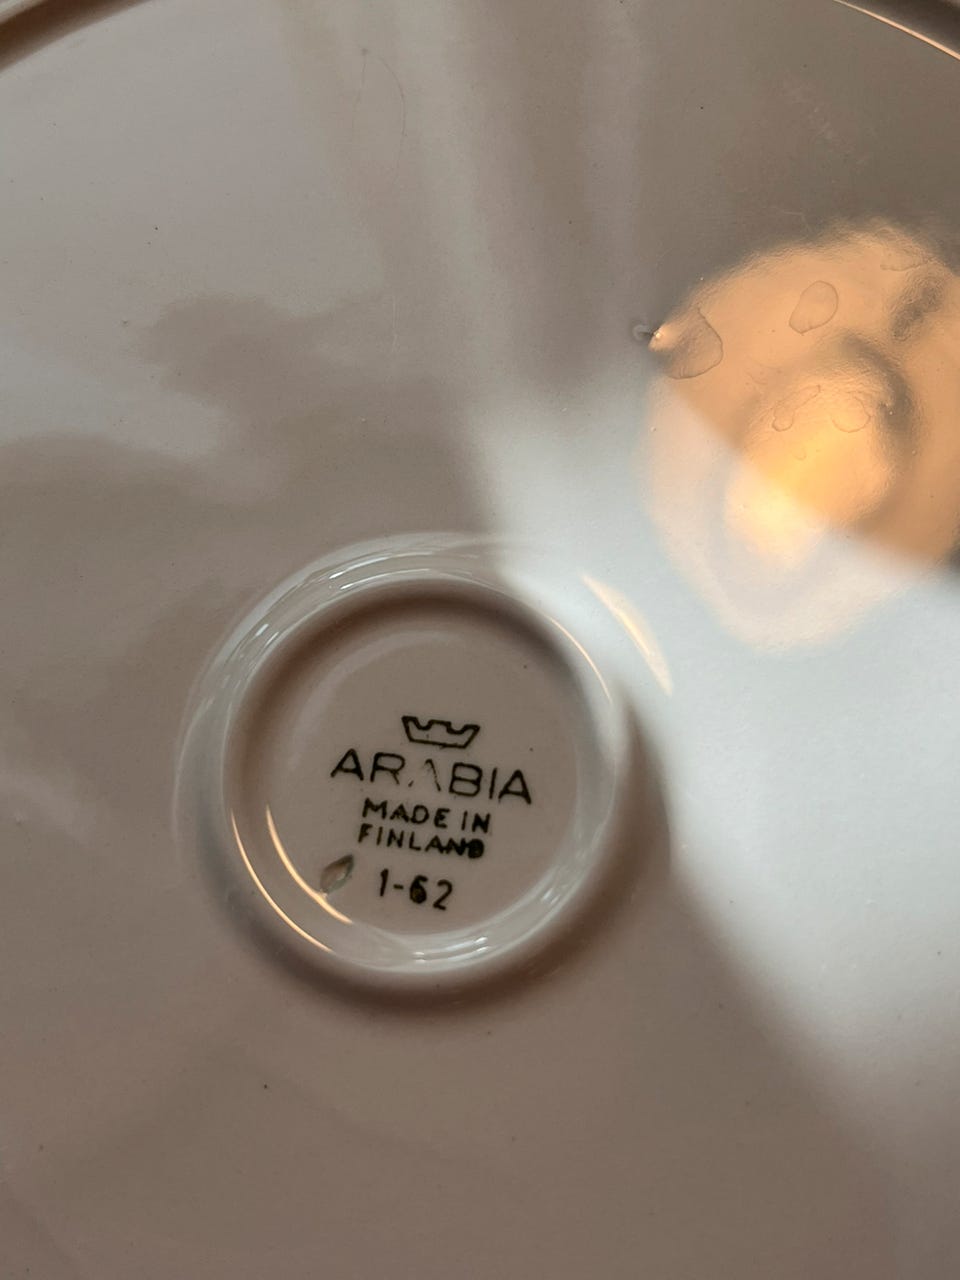 ARABIA
MADE IN
FINLAND
1-62